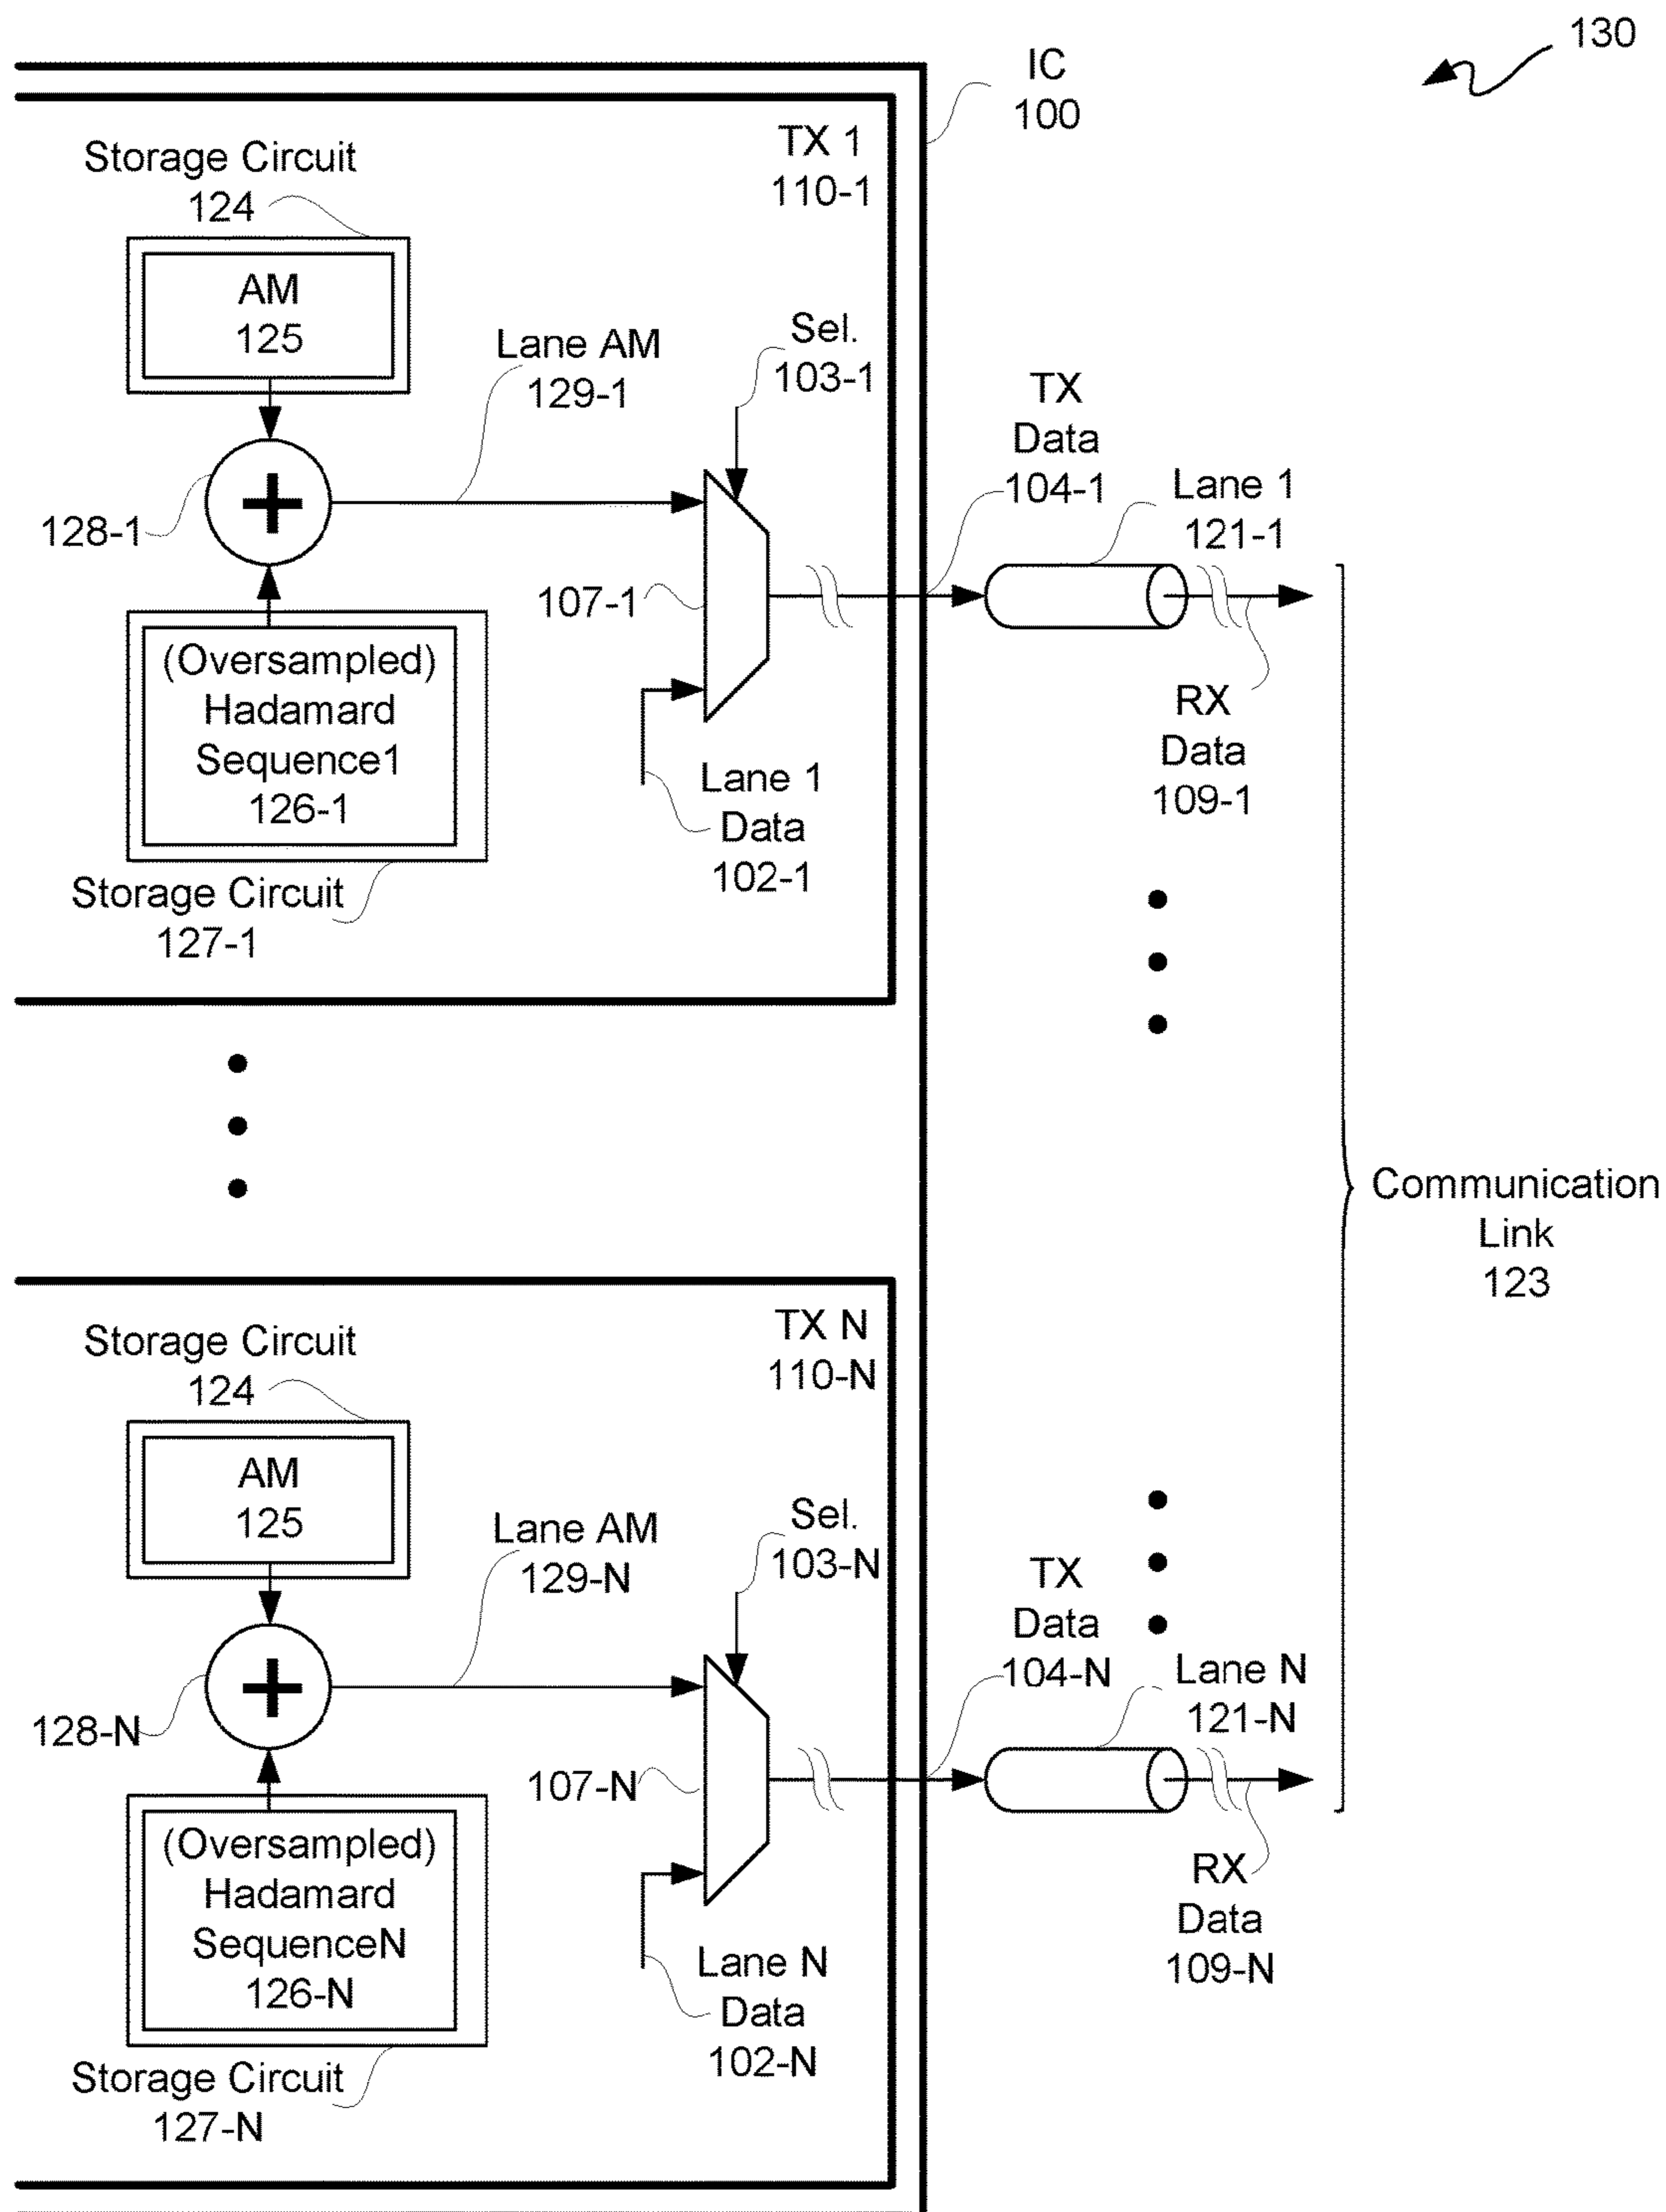 130
IC
100
TX 1
110-1
Storage Circuit
124
AM
125
Lane AM
129-1
Sel.
103-1
TX
Data
104-1
Lane 1
121-1
128-1
107-1
(Oversampled)
Hadamard
Sequence1
126-1
Storage Circuit
127-1
Lane 1
Data
102-1
RX
Data
109-1
Communication
Link
123
TX N
110-N
Storage Circuit
124
AM
125
Lane AM
129-N
Sel.
103-N
TX
Data
104-N
Lane N
121-N
128-N
107-N
(Oversampled)
Hadamard
SequenceN
126-N
Storage Circuit
127-N
Lane N
Data
102-N
RX
Data
109-N